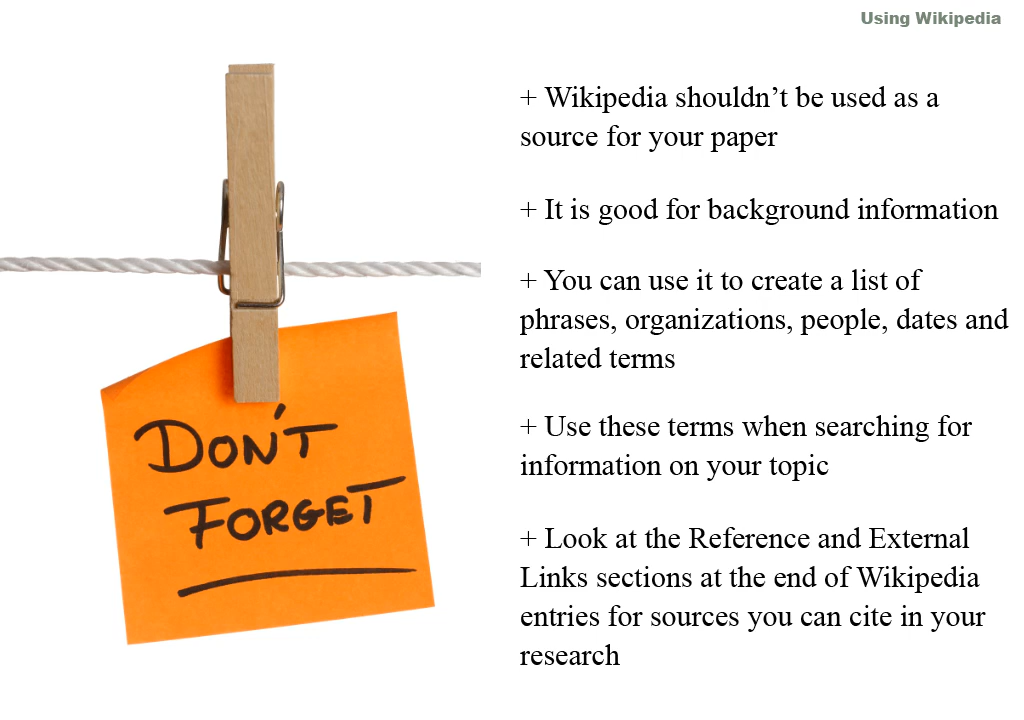 Using Wikipedia
+ Wikipedia shouldn’t be used as a
source for your paper
+ It is good for background information
+ You can use it to create a list of
phrases, organizations, people, dates and
related terms
+ Use these terms when searching for
information on your topic
+ Look at the Reference and External
Links sections at the end of Wikipedia
entries for sources you can cite in your
research
DON'T
FORGET